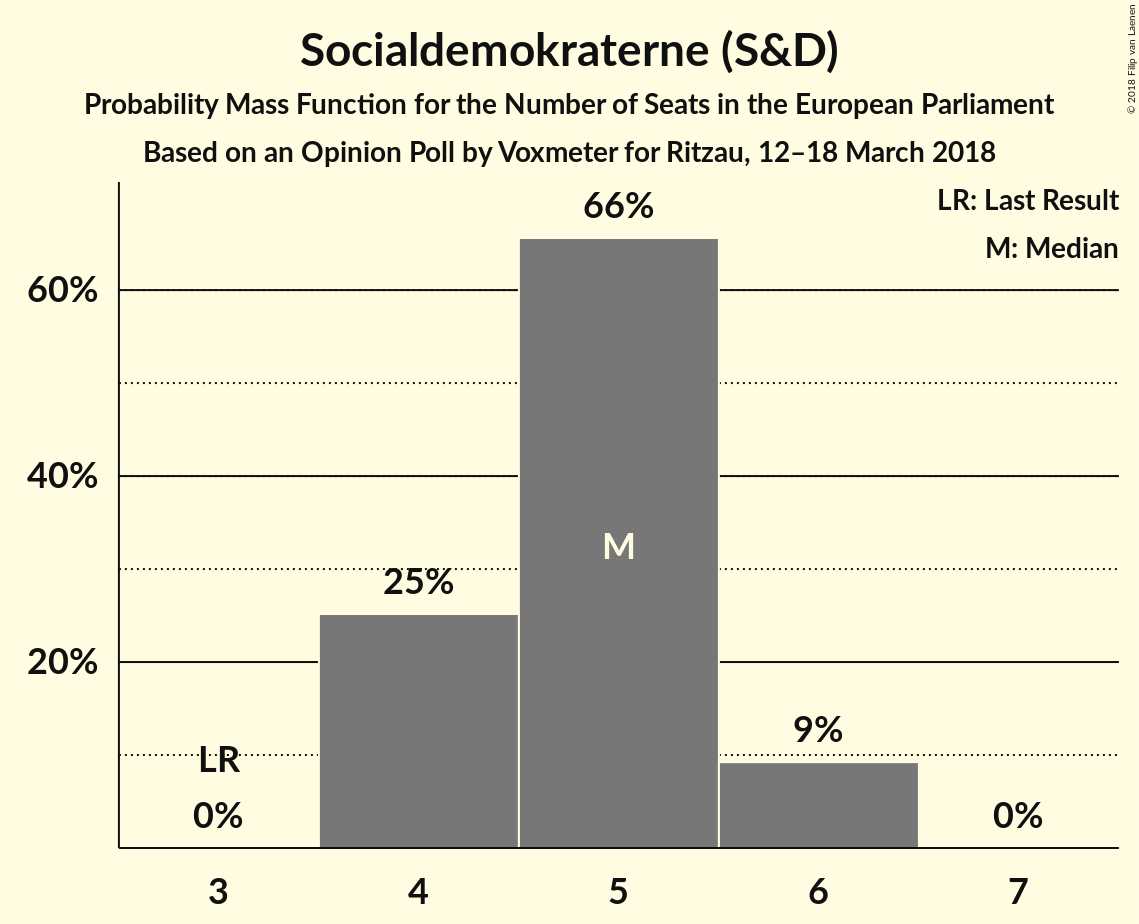 Socialdemokraterne (S&D)
Probability Mass Function for the Number of Seats in the European Parliament
Based on an Opinion Poll by Voxmeter for Ritzau, 12–18 March 2018
© 2018 Filip van Laenen
LR: Last Result
M: Median
66%
60%
40%
M
25%
20%
9%
LR
0%
0%
3 4 5 6 7